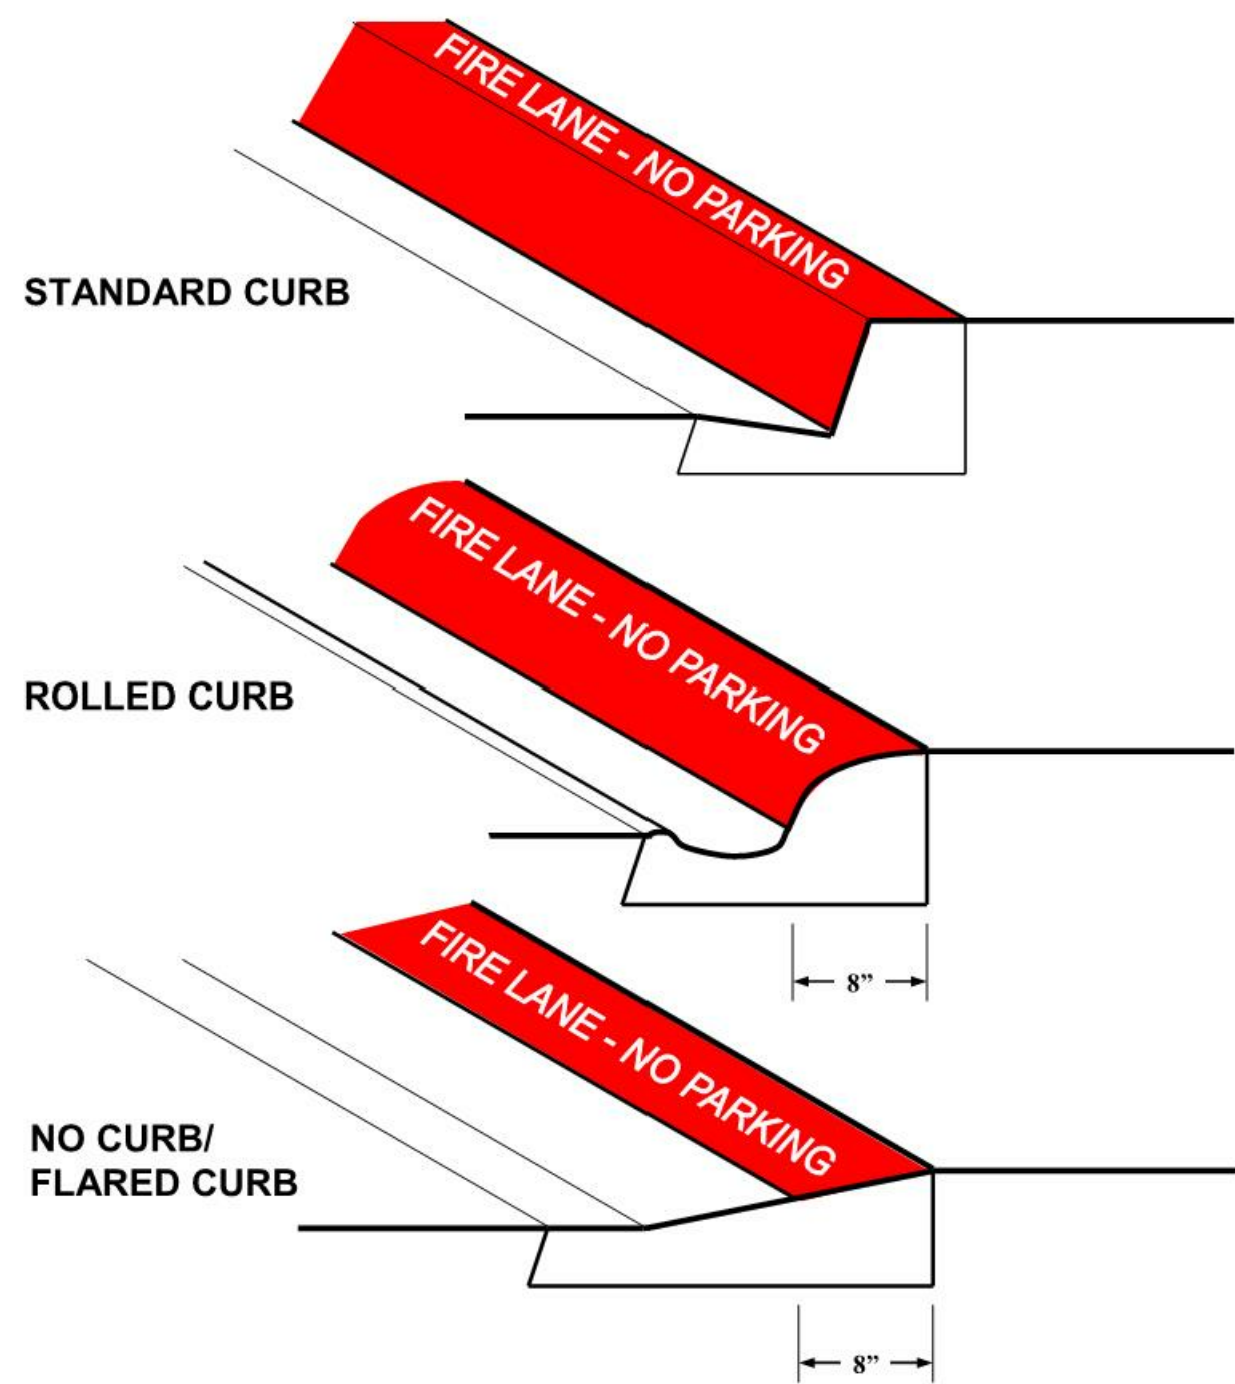 FIRE LANE - NO PARKING
STANDARD CURB
FIRE LANE - NO PARKING
ROLLED CURB
8”
FIRE LANE - NO PARKING
NO CURB/
FLARED CURB
8”